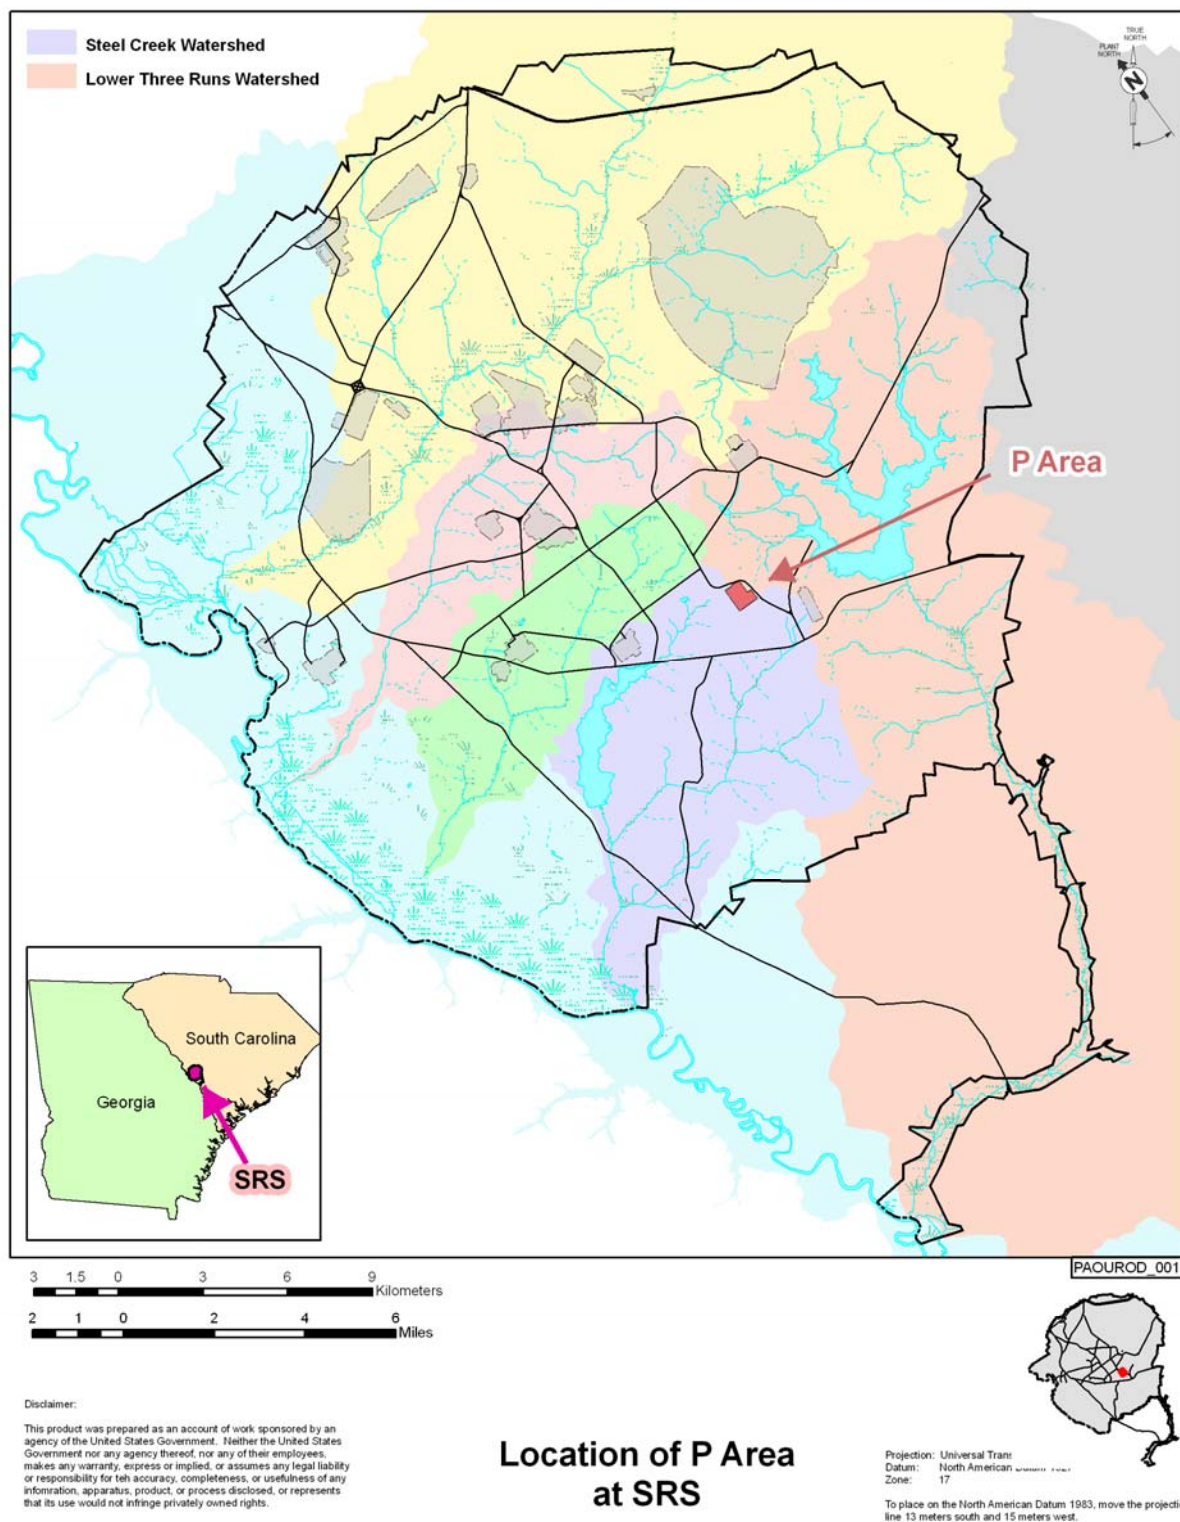 Steel Creek Watershed
Lower Three Runs Watershed
TRUE
NORTH
PLANT
NORTH
N
P Area
South Carolina
Georgia
SRS
PAOUROD_001
3 1.5 0 3 6 9
Kilometers
2 1 0 2 4 6
Miles
Disclaimer:
This product was prepared as an account of work sponsored by an
agency of the United States Government. Neither the United States
Government nor any agency thereof, nor any of their employees,
makes any warranty, express or implied, or assumes any legal liability
or responsibility for teh accuracy, completeness, or usefulness of any
infomration, apparatus, product, or process disclosed, or represents
that its use would not infringe privately owned rights.
Location of P Area
at SRS
Projection: Universal
Datum: North American
Zone: 17
To place on the North American Datum 1983, move the
line 13 meters south and 15 meters west.